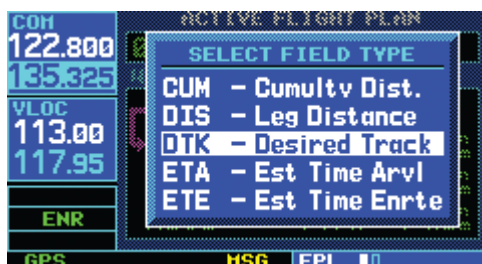 COM
122.800
135.325
VLOC
113.00
117.95
ENR
GPS
ACTIVE FLIGHT PLAN
SELECT FIELD TYPE
CUM – Cumultv Dist.
DIS – Leg Distance
DTK – Desired Track
ETA – Est Time Arvl
ETE – Est Time Enrte
MSG
FPL